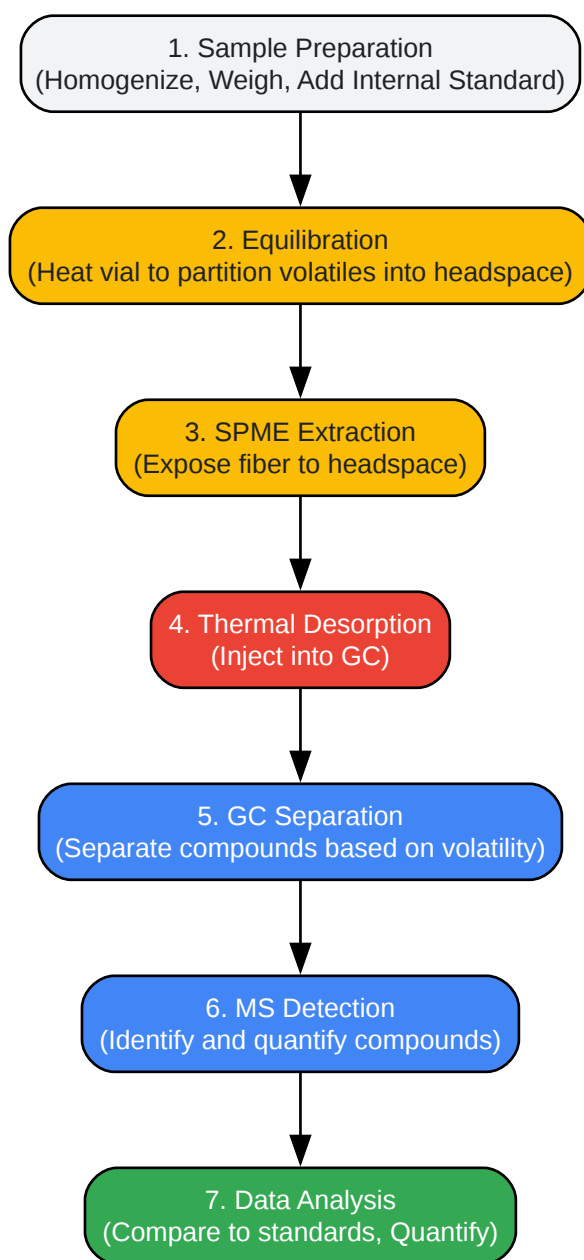 1. Sample Preparation
(Homogenize, Weigh, Add Internal Standard)
2. Equilibration
(Heat vial to partition volatiles into headspace)
3. SPME Extraction
(Expose fiber to headspace)
4. Thermal Desorption
(Inject into GC)
5. GC Separation
(Separate compounds based on volatility)
6. MS Detection
(Identify and quantify compounds)
7. Data Analysis
(Compare to standards, Quantify)